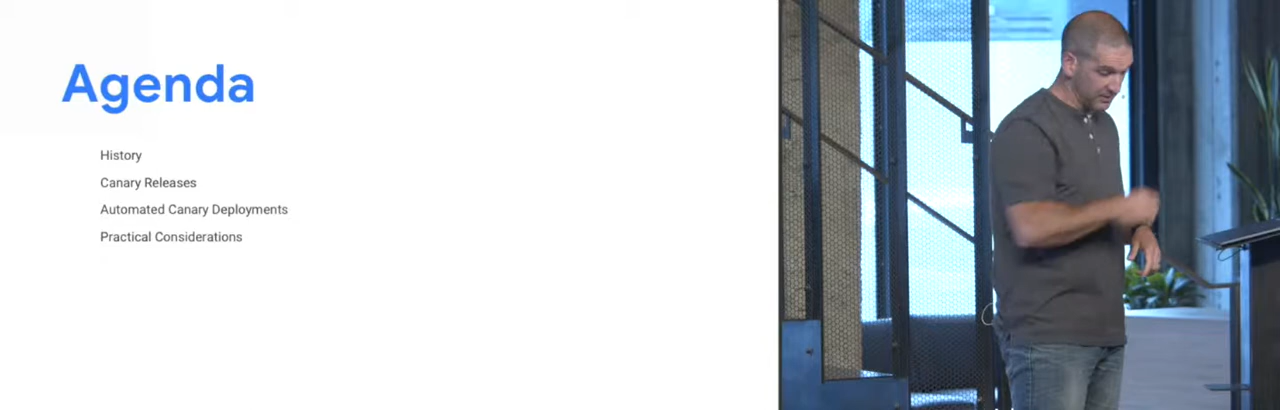 Agenda
History
Canary Releases
Automated Canary Deployments
Practical Considerations